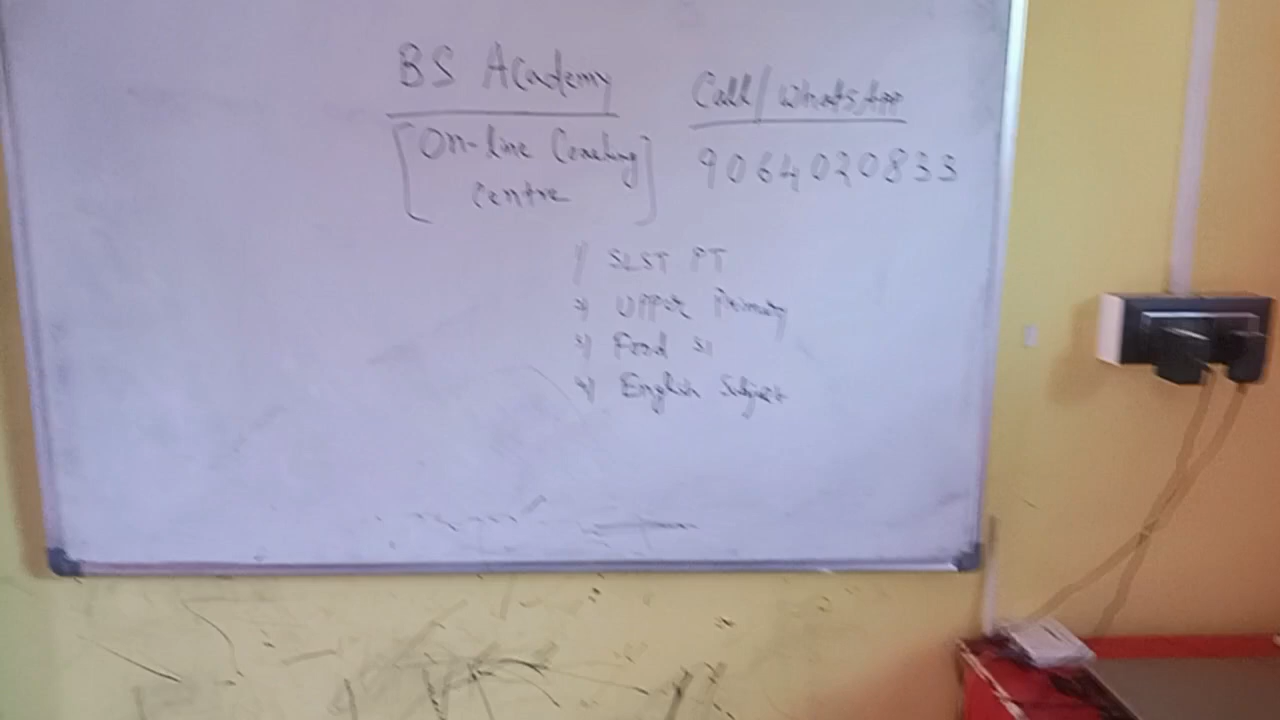 BS Academy
[On-line Coaching
Centre]
Call/WhatsApp
9064020833
1) SLST PT
2) Upper Primary
3) Food SI
4) English Subject